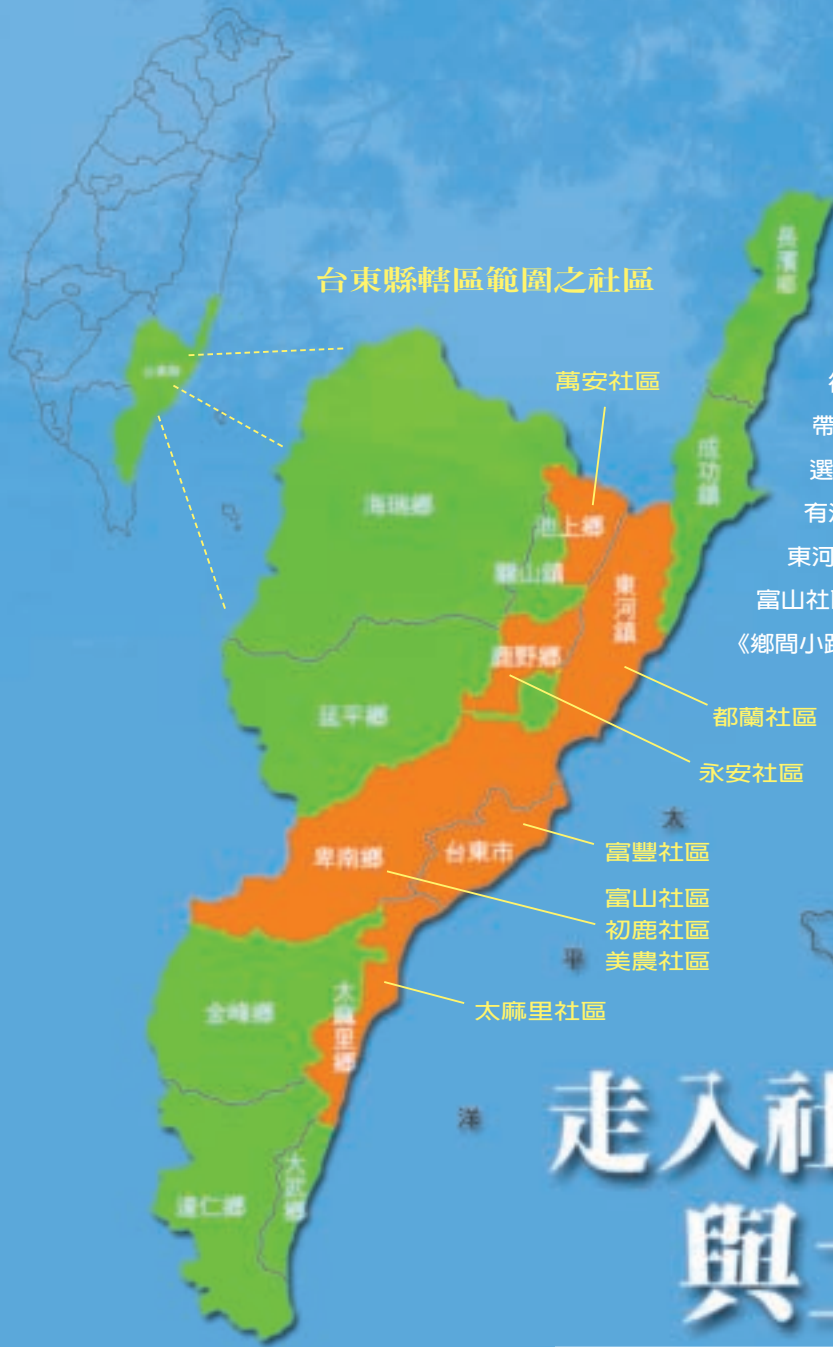 台東縣轄區範圍之社區
台東縣
長濱鄉
成功鎮
萬安社區
海瑞鄉
池上鄉
關山鎮
東河鎮
鹿野鄉
延平鄉
帶
選
有
東河
富山社
《鄉間小
都蘭社區
永安社區
太
平
洋
卑南鄉
台東市
富豐社區
富山社區
初鹿社區
美農社區
太麻里社區
金峰鄉
太麻里鄉
達仁鄉
大武鄉
走入社
與